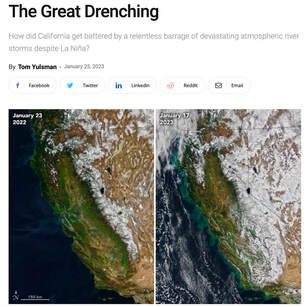 The Great Drenching
How did California get battered by a relentless barrage of devastating atmospheric river
storms despite La Niña?
By Tom Yulsman - January 23, 2023
Facebook Twitter Linkedin ReddIt Email
January 23 2022
January 17 2023
N
150 km